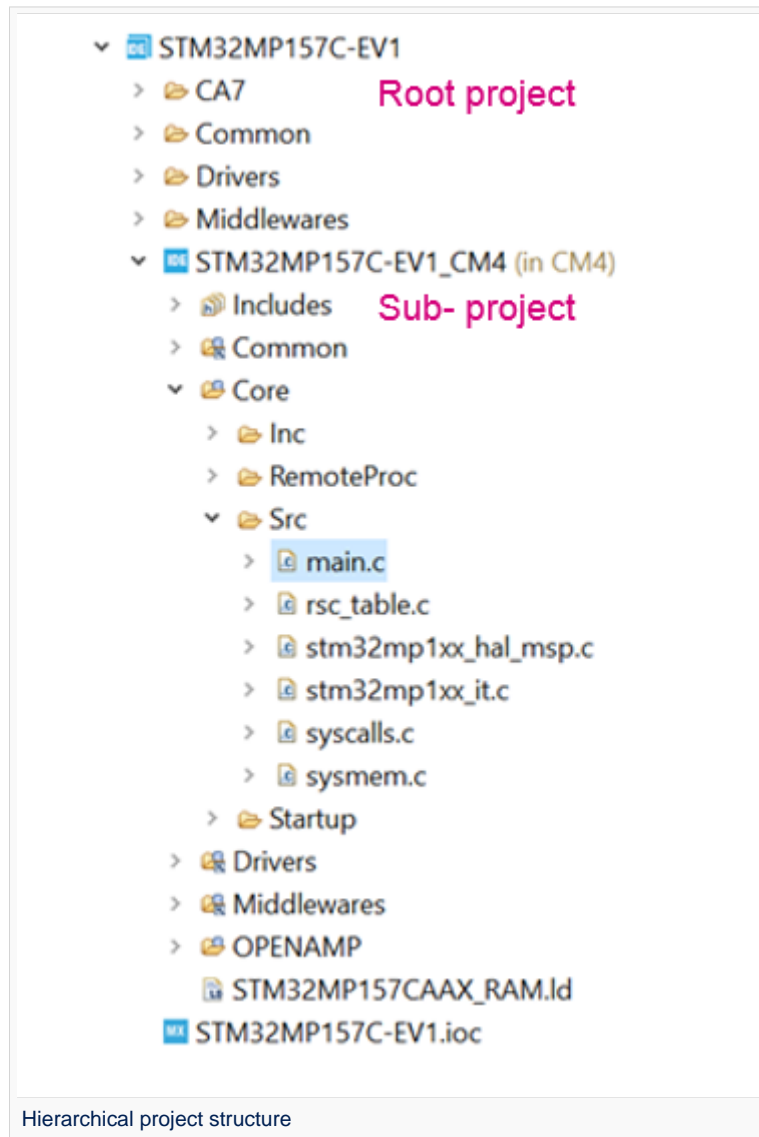 STM32MP157C-EV1
CA7 Root project
Common
Drivers
Middlewares
STM32MP157C-EV1_CM4 (in CM4)
Includes Sub- project
Common
Core
Inc
RemoteProc
Src
main.c
rsc_table.c
stm32mp1xx_hal_msp.c
stm32mp1xx_it.c
syscalls.c
sysmem.c
Startup
Drivers
Middlewares
OPENAMP
STM32MP157CAAX_RAM.ld
STM32MP157C-EV1.ioc
Hierarchical project structure